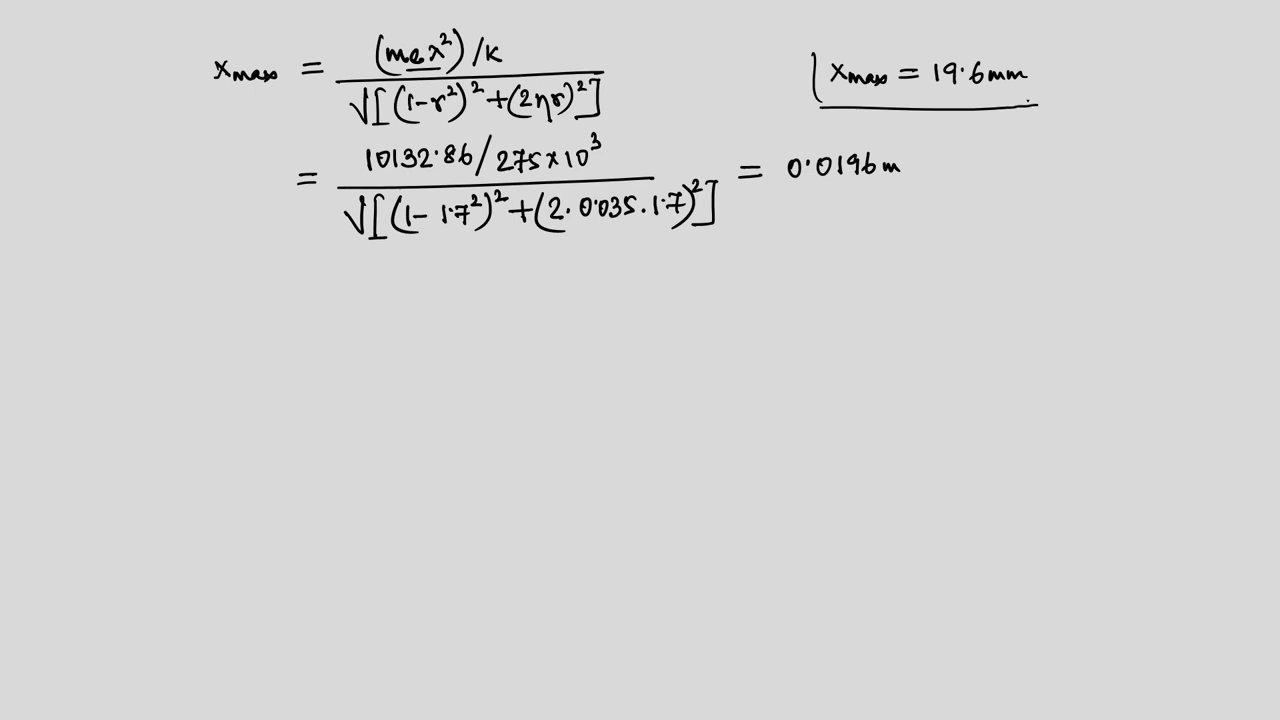 xmax = (meλ²)/k / √[(1-r²)² + (2ηr)²]
= 10132.86/275×10³ / √[(1-1.7²)² + (2.0.035.1.7)²] = 0.0196m
xmax = 19.6mm